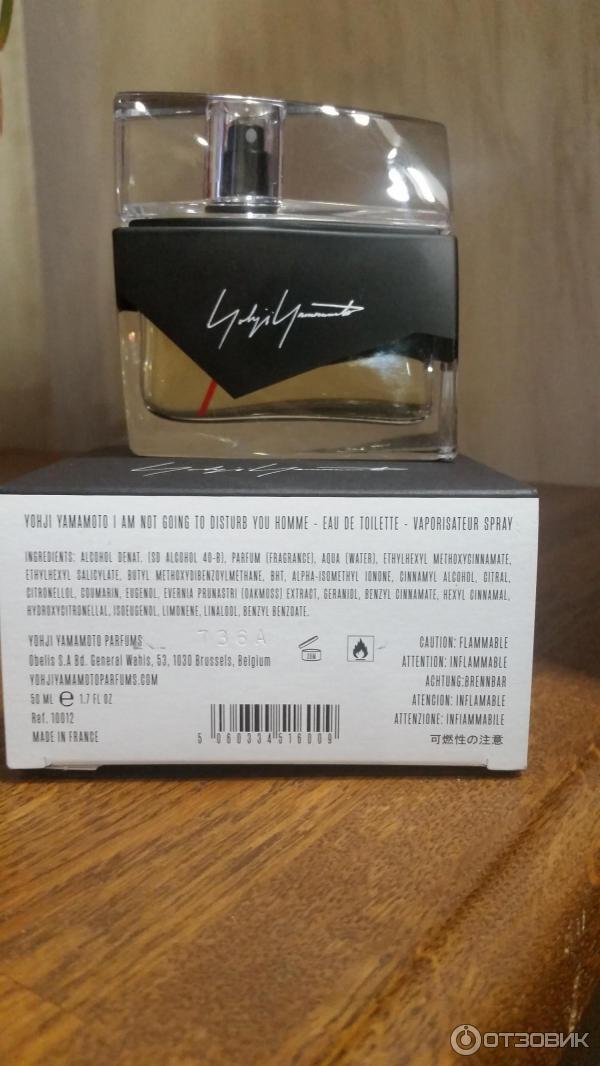 Yohji Yamamoto
Yohji Yamamoto
YOHJI YAMAMOTO I AM NOT GOING TO DISTURB YOU HOMME - EAU DE TOILETTE - VAPORISATEUR SPRAY
INGREDIENTS: ALCOHOL DENAT. (SD ALCOHOL 40-B), PARFUM (FRAGRANCE), AQUA (WATER), ETHYLHEXYL METHOXYCINNAMATE,
ETHYLHEXYL SALICYLATE, BUTYL METHOXYDIBENZOYLMETHANE, BHT, ALPHA-ISOMETHYL IONONE, CINNAMYL ALCOHOL, CITRAL,
CITRONELLOL, COUMARIN, EUGENOL, EVERNIA PRUNASTRI (OAKMOSS) EXTRACT, GERANIOL, BENZYL CINNAMATE, HEXYL CINNAMAL,
HYDROXYCITRONELLAL, ISOEUGENOL, LIMONENE, LINALOOL, BENZYL BENZOATE.
YOHJI YAMAMOTO PARFUMS
736A
Obelis S.A Bd. General Wahis, 53, 1030 Brussels, Belgium
YOHJIYAMAMOTOPARFUMS.COM
50 ML e 1.7 FL OZ
Ref. 10012
MADE IN FRANCE
5 060334 516009
CAUTION: FLAMMABLE
ATTENTION: INFLAMMABLE
ACHTUNG:BRENNBAR
ATENCION: INFLAMABLE
ATTENZIONE: INFIAMMABILE
可燃性の注意
ОТЗОВИК